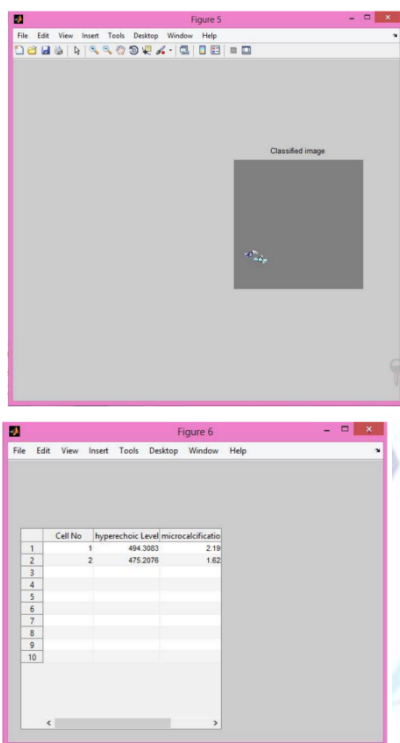 Figure 5
File Edit View Insert Tools Desktop Window Help
Classified image
Figure 6
File Edit View Insert Tools Desktop Window Help
Cell No hyperechoic Level microcalcificatio
1 1 494.3083 2.19
2 2 475.2076 1.62
3
4
5
6
7
8
9
10